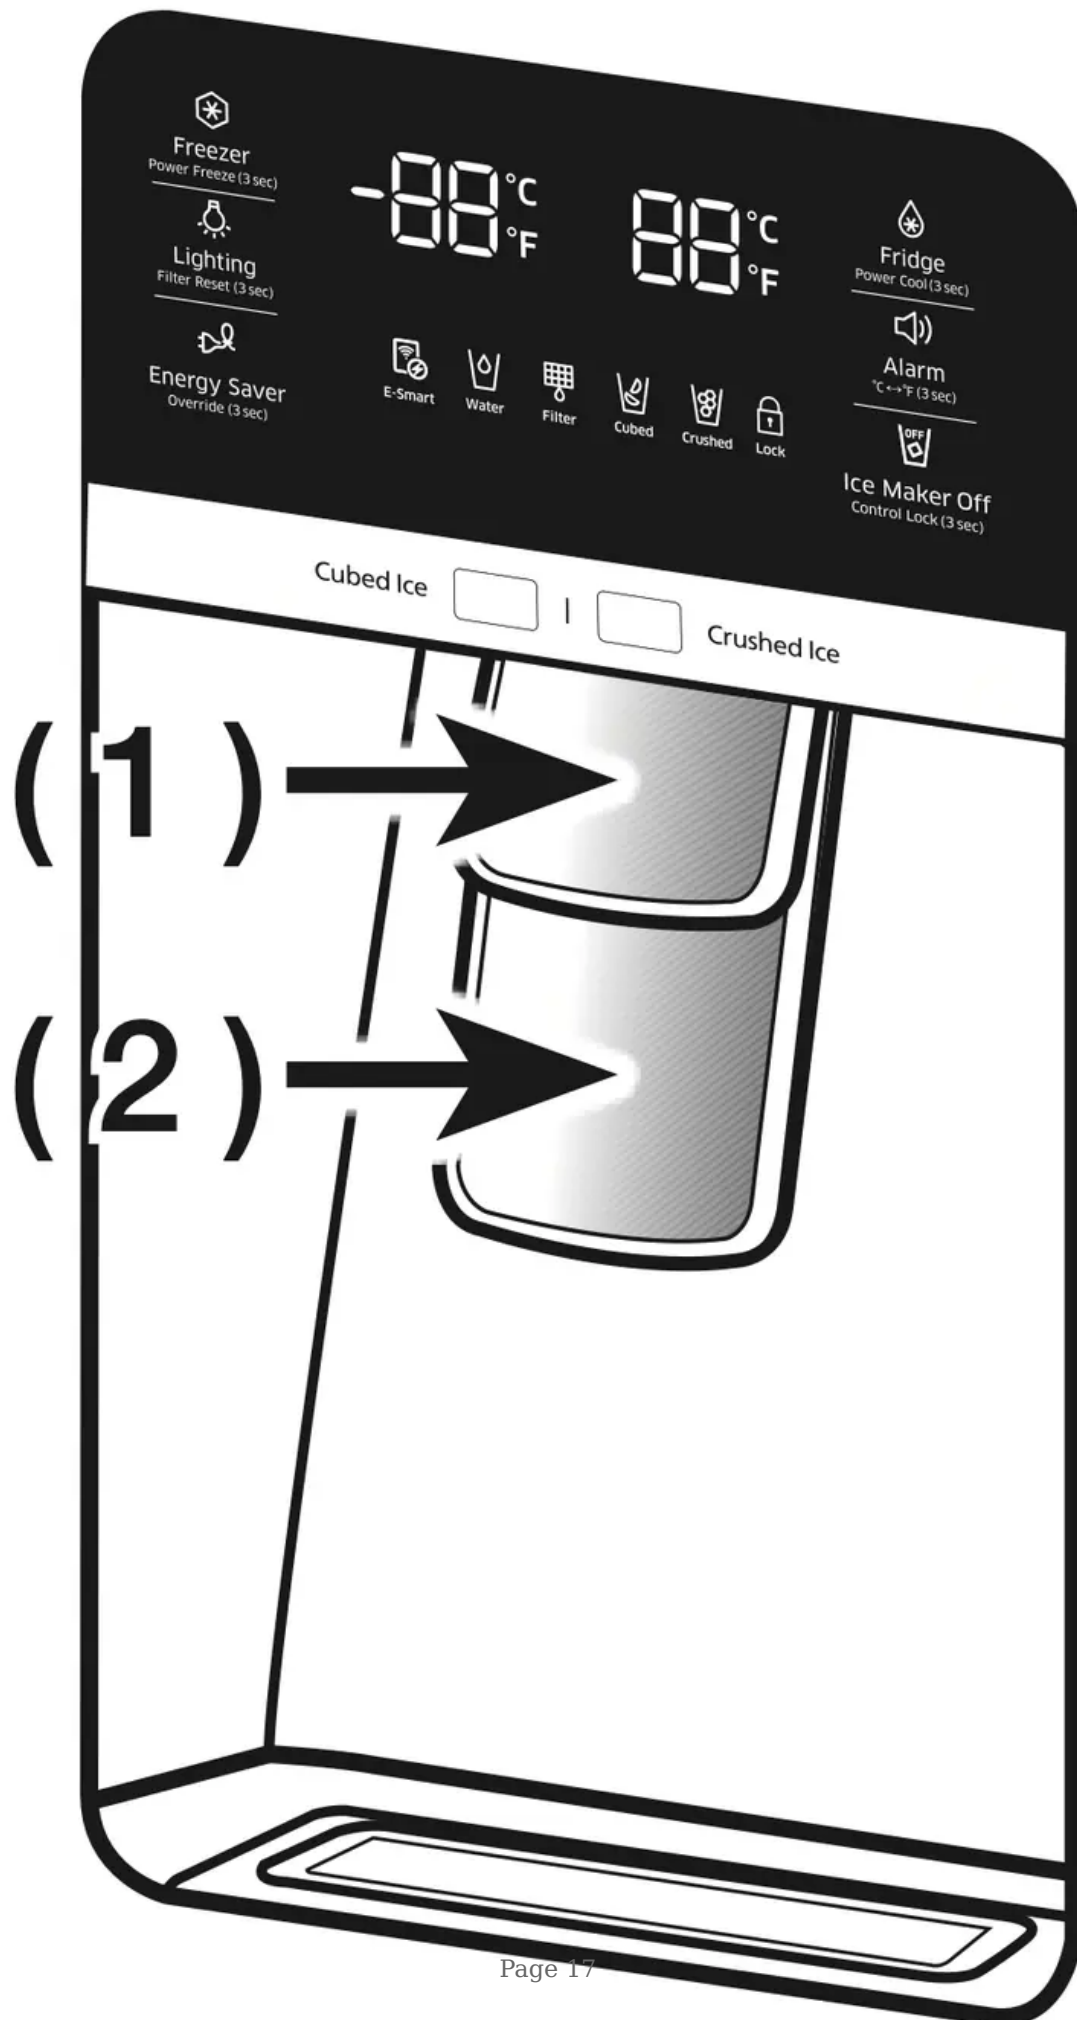 Freezer
Power Freeze (3 sec)
Lighting
Filter Reset (3 sec)
Energy Saver
Override (3 sec)
-88 °C
°F
88 °C
°F
E-Smart
Water
Filter
Cubed
Crushed
Lock
Fridge
Power Cool (3 sec)
Alarm
°C↔°F (3 sec)
OFF
Ice Maker Off
Control Lock (3 sec)
Cubed Ice | Crushed Ice
(1)
(2)
Page 17